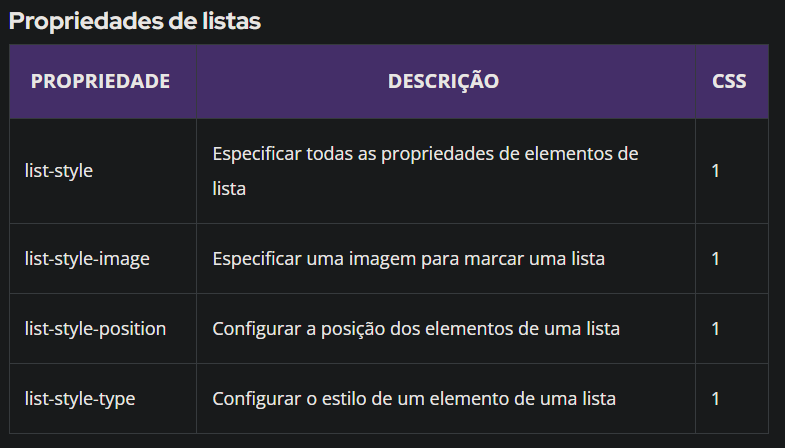 Propriedades de listas
PROPRIEDADE DESCRIÇÃO CSS
list-style Especificar todas as propriedades de elementos de lista 1
list-style-image Especificar uma imagem para marcar uma lista 1
list-style-position Configurar a posição dos elementos de uma lista 1
list-style-type Configurar o estilo de um elemento de uma lista 1